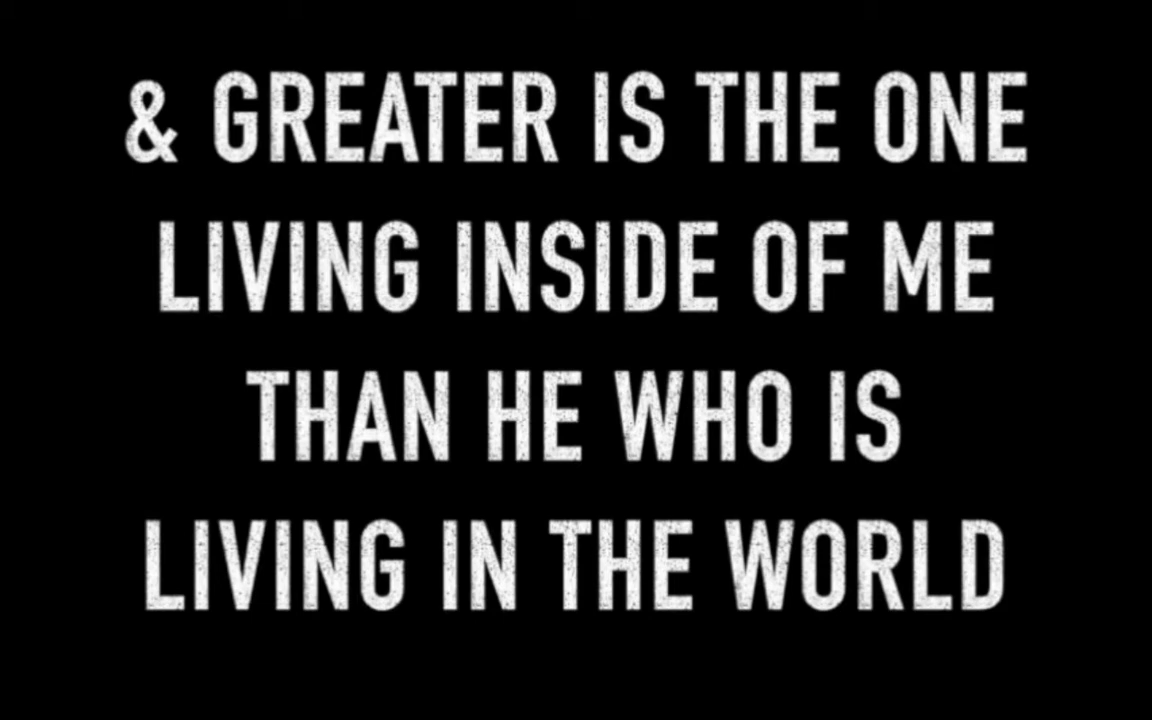 & GREATER IS THE ONE
LIVING INSIDE OF ME
THAN HE WHO IS
LIVING IN THE WORLD